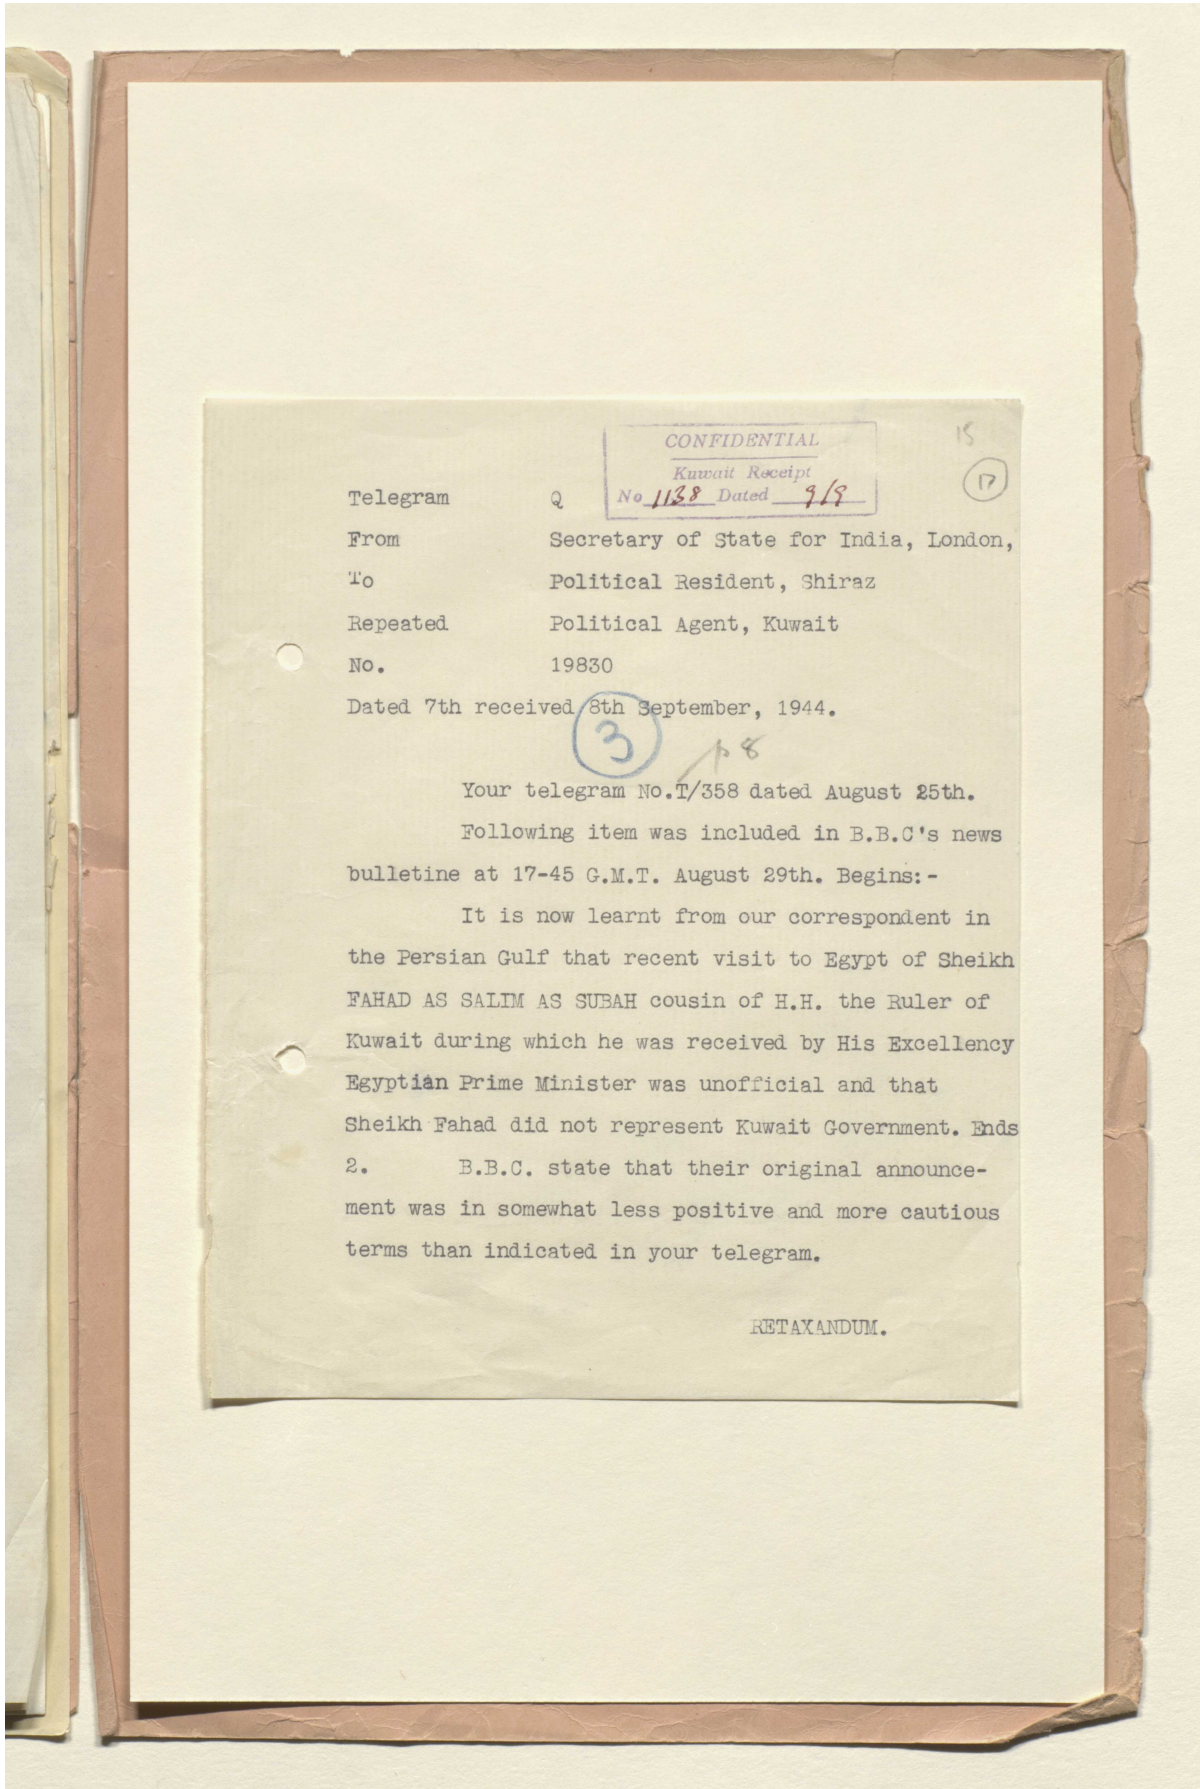 CONFIDENTIAL
Kuwait Receipt
No 1138 Dated 9/9
15
17
Telegram Q
From Secretary of State for India, London,
To Political Resident, Shiraz
Repeated Political Agent, Kuwait
No. 19830
Dated 7th received 8th September, 1944.
3
p 8
Your telegram No.T/358 dated August 25th.
Following item was included in B.B.C's news
bulletine at 17-45 G.M.T. August 29th. Begins:-
It is now learnt from our correspondent in
the Persian Gulf that recent visit to Egypt of Sheikh
FAHAD AS SALIM AS SUBAH cousin of H.H. the Ruler of
Kuwait during which he was received by His Excellency
Egyptian Prime Minister was unofficial and that
Sheikh Fahad did not represent Kuwait Government. Ends
2. B.B.C. state that their original announce-
ment was in somewhat less positive and more cautious
terms than indicated in your telegram.
RETAXANDUM.